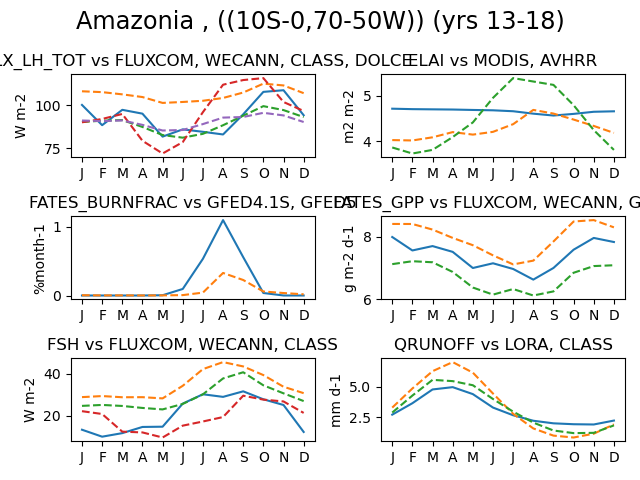 Amazonia , ((10S-0,70-50W)) (yrs 13-18)
LX_LH_TOT vs FLUXCOM, WECANN, CLASS, DOLCE
ELAI vs MODIS, AVHRR
W m-2
100
75
J F M A M J J A S O N D
m2 m-2
5
4
J F M A M J J A S O N D
FATES_BURNFRAC vs GFED4.1S, GFED5
FATES_GPP vs FLUXCOM, WECANN, G
%month-1
1
0
J F M A M J J A S O N D
g m-2 d-1
8
6
J F M A M J J A S O N D
FSH vs FLUXCOM, WECANN, CLASS
QRUNOFF vs LORA, CLASS
W m-2
40
20
J F M A M J J A S O N D
mm d-1
5.0
2.5
J F M A M J J A S O N D